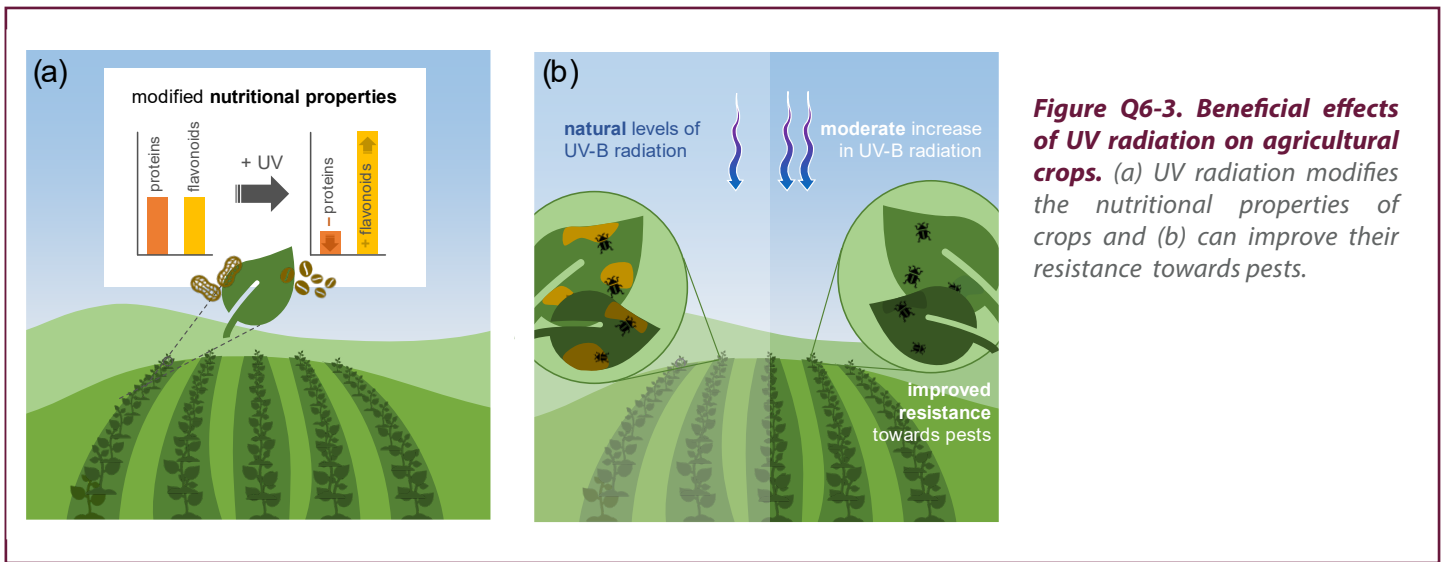 (a)
modified nutritional properties
proteins
flavonoids
+ UV
– proteins
+ flavonoids
(b)
natural levels of
UV-B radiation
moderate increase
in UV-B radiation
improved
resistance
towards pests
Figure Q6-3. Beneficial effects
of UV radiation on agricultural
crops. (a) UV radiation modifies
the nutritional properties of
crops and (b) can improve their
resistance towards pests.